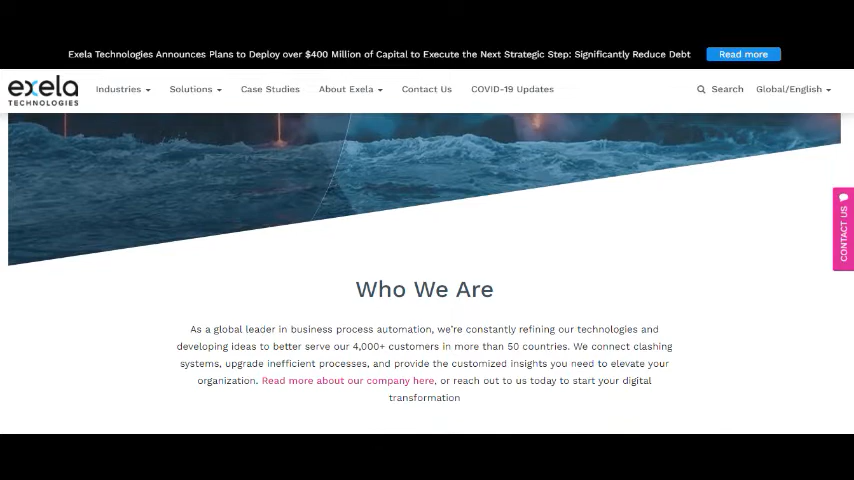 Exela Technologies Announces Plans to Deploy over $400 Million of Capital to Execute the Next Strategic Step: Significantly Reduce Debt Read more
exela
TECHNOLOGIES
Industries Solutions Case Studies About Exela Contact Us COVID-19 Updates Search Global/English
CONTACT US
Who We Are
As a global leader in business process automation, we're constantly refining our technologies and
developing ideas to better serve our 4,000+ customers in more than 50 countries. We connect clashing
systems, upgrade inefficient processes, and provide the customized insights you need to elevate your
organization. Read more about our company here, or reach out to us today to start your digital
transformation